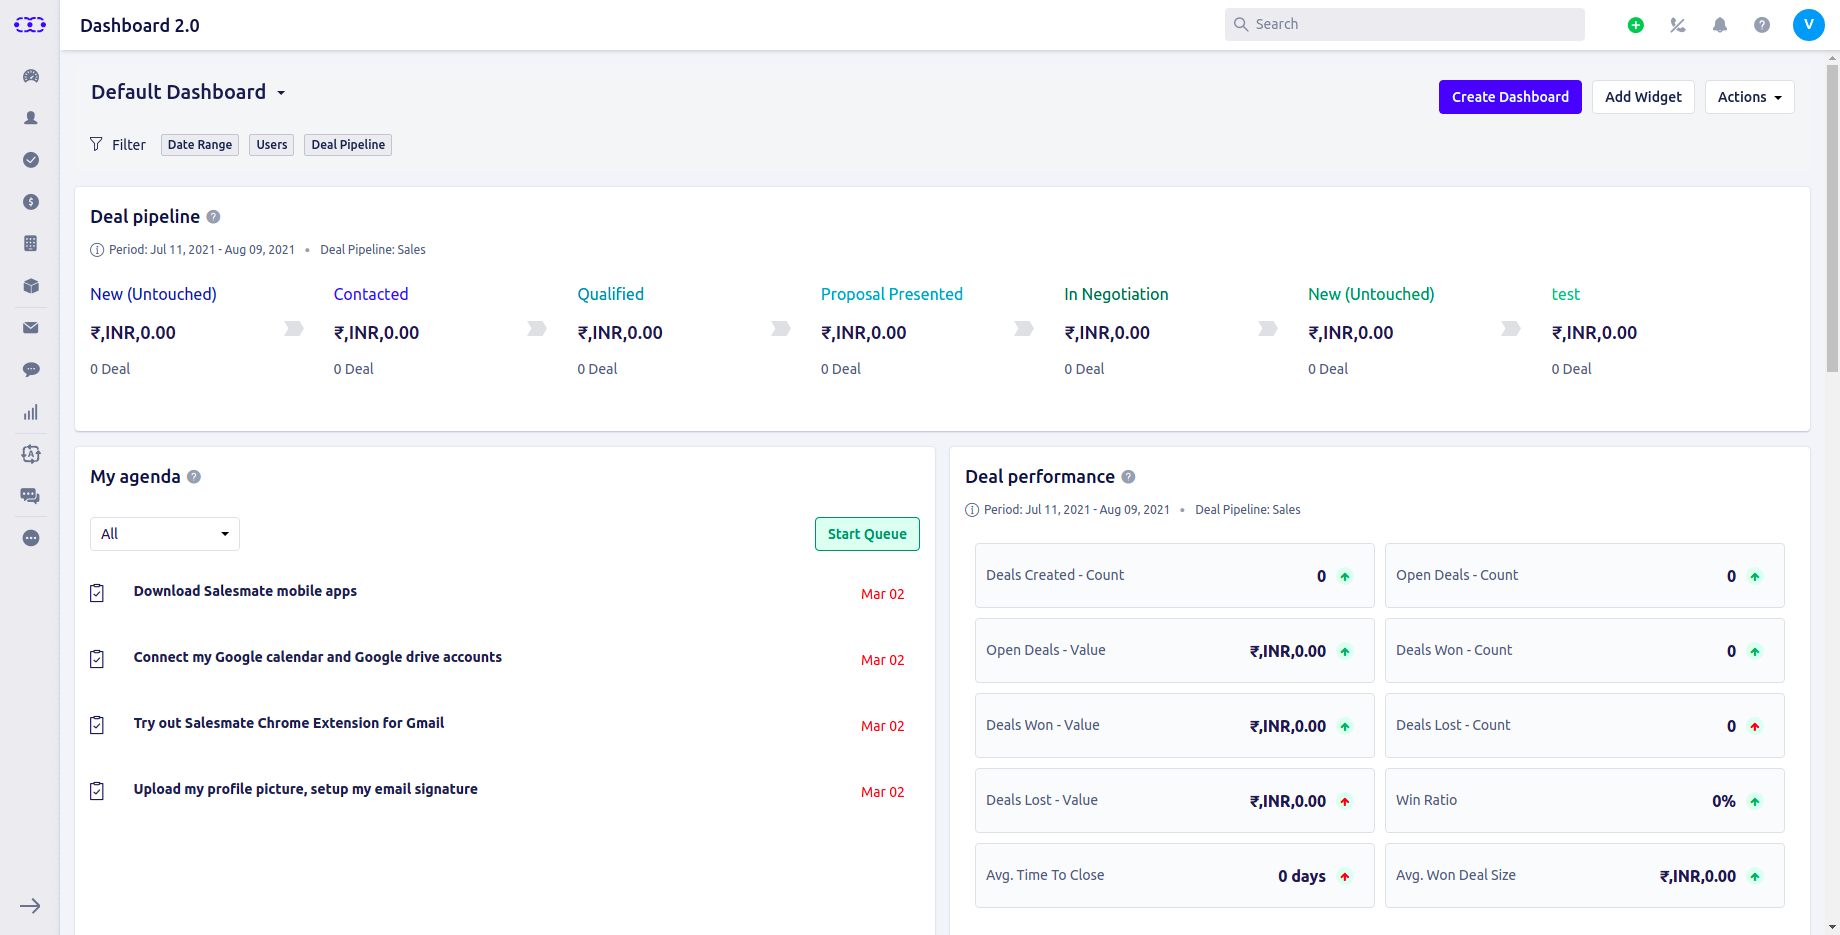 Dashboard 2.0
Search
V
Default Dashboard
Create Dashboard
Add Widget
Actions
Filter
Date Range
Users
Deal Pipeline
Deal pipeline
Period: Jul 11, 2021 - Aug 09, 2021 • Deal Pipeline: Sales
New (Untouched)
₹,INR,0.00
0 Deal
Contacted
₹,INR,0.00
0 Deal
Qualified
₹,INR,0.00
0 Deal
Proposal Presented
₹,INR,0.00
0 Deal
In Negotiation
₹,INR,0.00
0 Deal
New (Untouched)
₹,INR,0.00
0 Deal
test
₹,INR,0.00
0 Deal
My agenda
All
Start Queue
Download Salesmate mobile apps
Mar 02
Connect my Google calendar and Google drive accounts
Mar 02
Try out Salesmate Chrome Extension for Gmail
Mar 02
Upload my profile picture, setup my email signature
Mar 02
Deal performance
Period: Jul 11, 2021 - Aug 09, 2021 • Deal Pipeline: Sales
Deals Created - Count 0
Open Deals - Count 0
Open Deals - Value ₹,INR,0.00
Deals Won - Count 0
Deals Won - Value ₹,INR,0.00
Deals Lost - Count 0
Deals Lost - Value ₹,INR,0.00
Win Ratio 0%
Avg. Time To Close 0 days
Avg. Won Deal Size ₹,INR,0.00